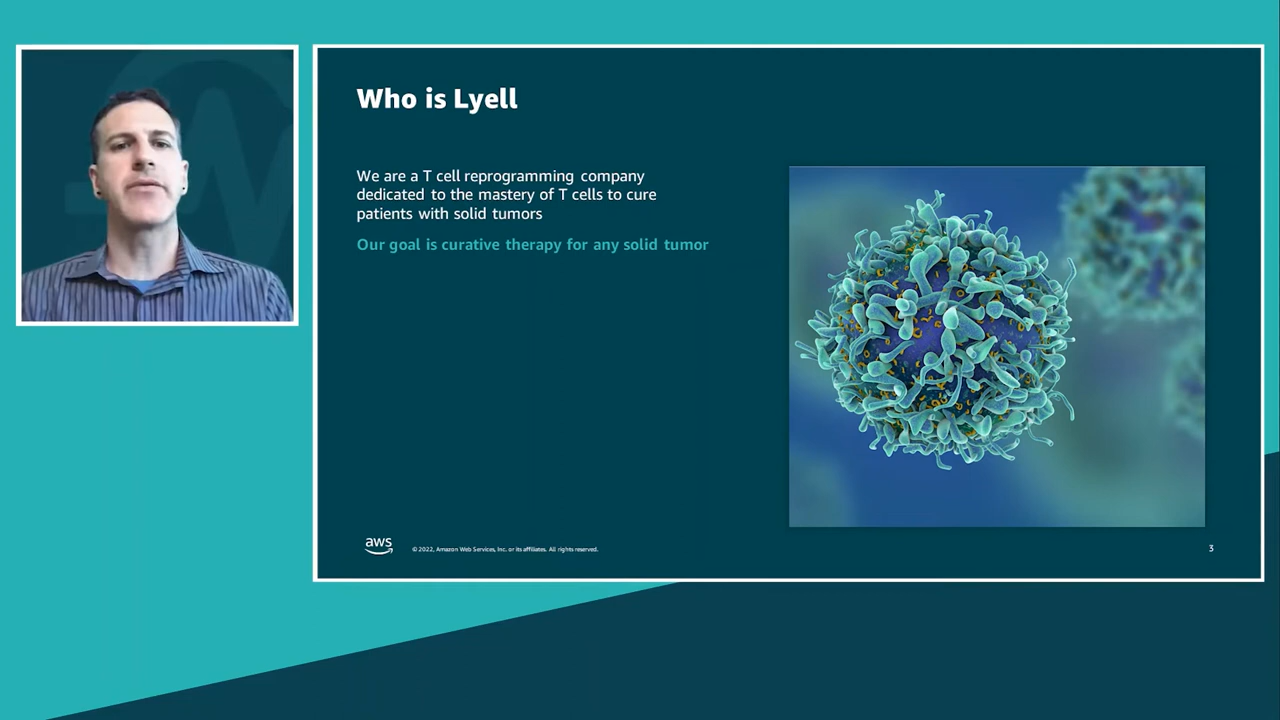 Who is Lyell
We are a T cell reprogramming company
dedicated to the mastery of T cells to cure
patients with solid tumors
Our goal is curative therapy for any solid tumor
aws
© 2022, Amazon Web Services, Inc. or its affiliates. All rights reserved.
3